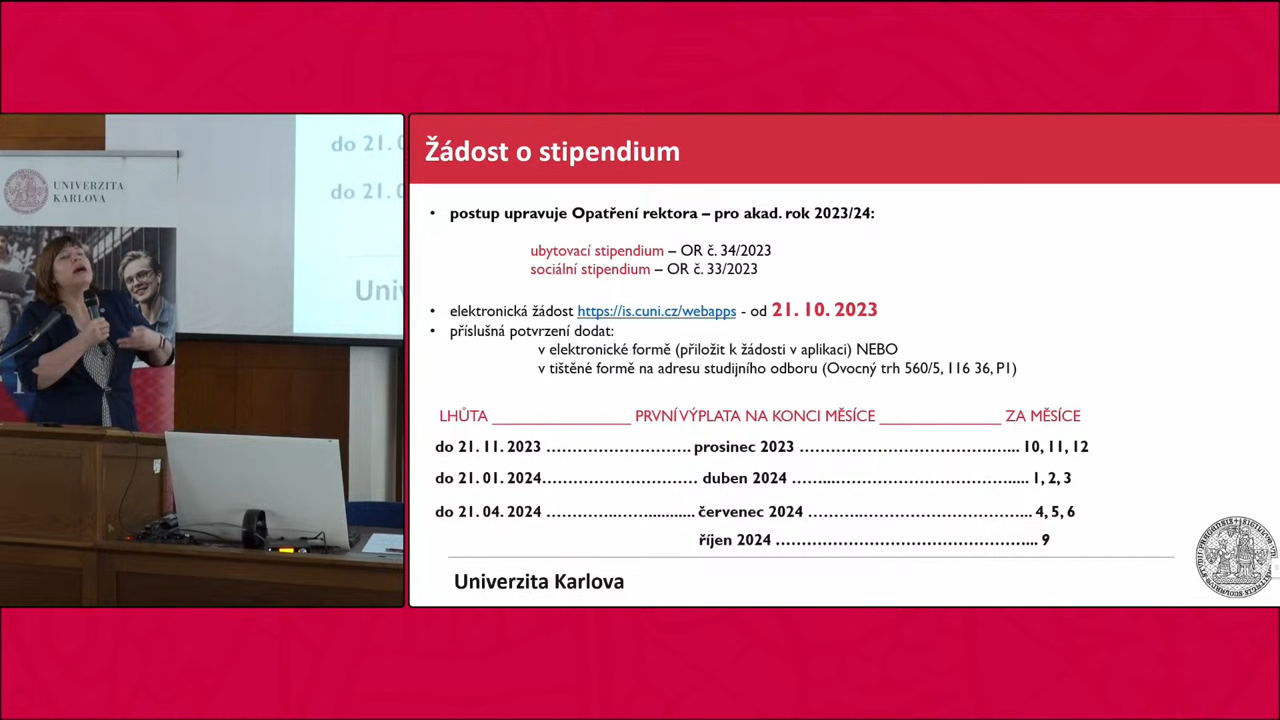 do 21. 0
do 21. 0
Uni
UNIVERZITA
KARLOVA
Žádost o stipendium
• postup upravuje Opatření rektora – pro akad. rok 2023/24:
ubytovací stipendium – OR č. 34/2023
sociální stipendium – OR č. 33/2023
• elektronická žádost https://is.cuni.cz/webapps - od 21. 10. 2023
• příslušná potvrzení dodat:
v elektronické formě (přiložit k žádosti v aplikaci) NEBO
v tištěné formě na adresu studijního odboru (Ovocný trh 560/5, 116 36, P1)
LHŮTA _________________ PRVNÍ VÝPLATA NA KONCI MĚSÍCE _____________ ZA MĚSÍCE
do 21. 11. 2023 ………………………. prosinec 2023 …………………………….…... 10, 11, 12
do 21. 01. 2024………………………… duben 2024 ……...…………………………...... 1, 2, 3
do 21. 04. 2024 …………..……........... červenec 2024 ………..………………………….. 4, 5, 6
říjen 2024 ………………………………………... 9
Univerzita Karlova